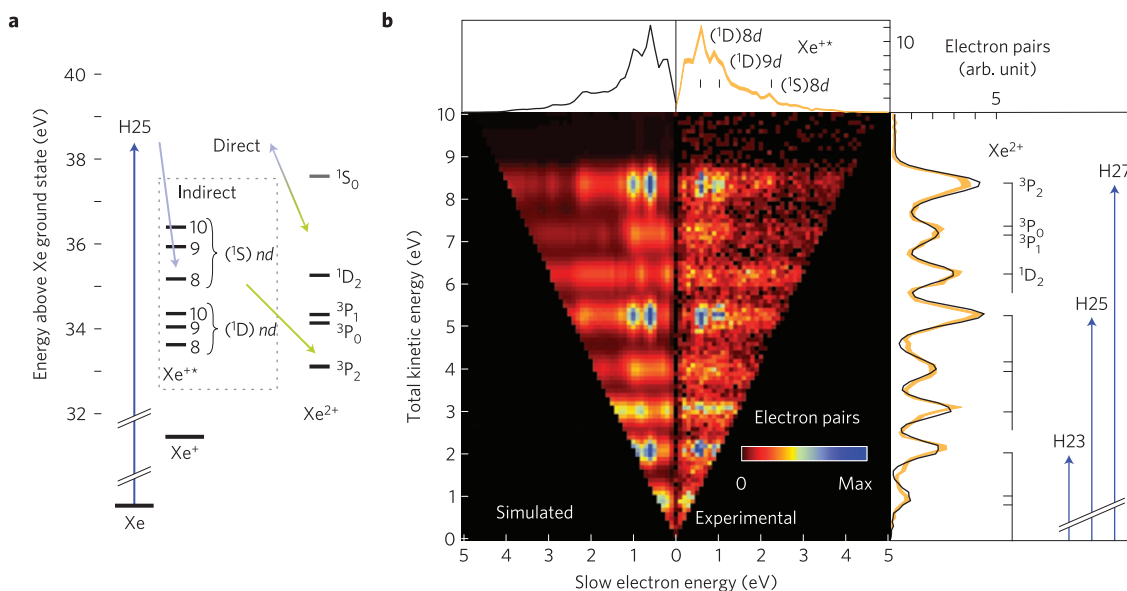 a
Energy above Xe ground state (eV)
40
38
36
34
32
H25
Direct
Indirect
10
9
8
(¹S) nd
10
9
8
(¹D) nd
Xe⁺*
Xe⁺
Xe
¹S₀
¹D₂
³P₁
³P₀
³P₂
Xe²⁺
b
(¹D)8d
(¹D)9d
(¹S)8d
Xe⁺*
10
5
Electron pairs
(arb. unit)
Total kinetic energy (eV)
10
9
8
7
6
5
4
3
2
1
0
Electron pairs
0 Max
Simulated
Experimental
5 4 3 2 1 0 1 2 3 4 5
Slow electron energy (eV)
Xe²⁺
³P₂
³P₀
³P₁
¹D₂
H27
H25
H23